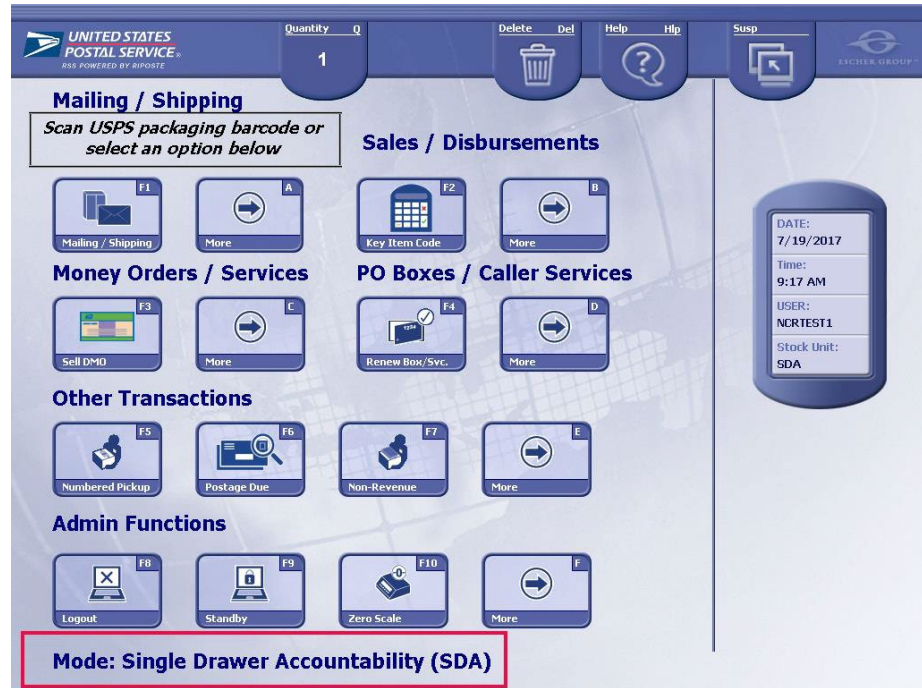 UNITED STATES
POSTAL SERVICE®
RSS POWERED BY RIPOSTE
Quantity Q
1
Delete Del
Help Hlp
Susp
ESCHER GROUP
Mailing / Shipping
Scan USPS packaging barcode or
select an option below
Sales / Disbursements
F1
Mailing / Shipping
A
More
F2
Key Item Code
B
More
Money Orders / Services
PO Boxes / Caller Services
F3
Sell DMO
C
More
F4
Renew Box/Svc.
D
More
Other Transactions
F5
Numbered Pickup
F6
Postage Due
F7
Non-Revenue
E
More
Admin Functions
F8
Logout
F9
Standby
F10
Zero Scale
F
More
Mode: Single Drawer Accountability (SDA)
DATE:
7/19/2017
Time:
9:17 AM
USER:
NCRTEST1
Stock Unit:
SDA